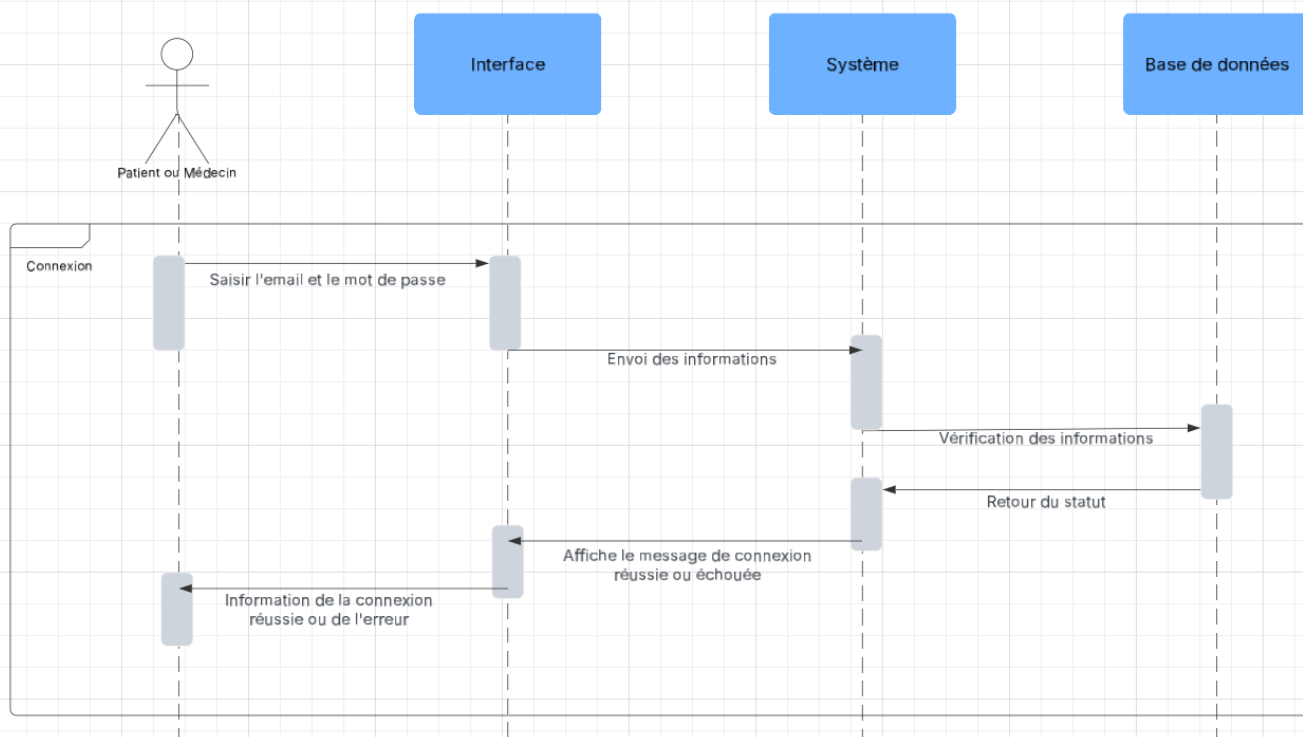 Interface
Système
Base de données
Patient ou Médecin
Connexion
Saisir l'email et le mot de passe
Envoi des informations
Vérification des informations
Retour du statut
Affiche le message de connexion
réussie ou échouée
Information de la connexion
réussie ou de l'erreur